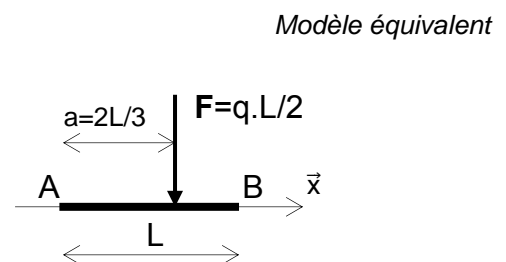 Modèle équivalent
a=2L/3
F=q.L/2
A
B
x⃗
L